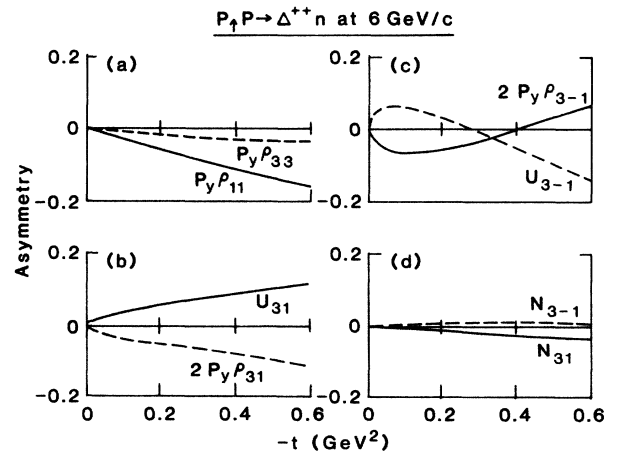 P↑P→Δ⁺⁺n at 6 GeV/c
Asymmetry
(a)
0.2
0
-0.2
Pyρ33
Pyρ11
(c)
0.2
0
-0.2
2 Pyρ3-1
U3-1
(b)
0.2
0
-0.2
U31
2 Pyρ31
0 0.2 0.4 0.6
(d)
0.2
0
-0.2
N3-1
N31
0 0.2 0.4 0.6
-t (GeV²)